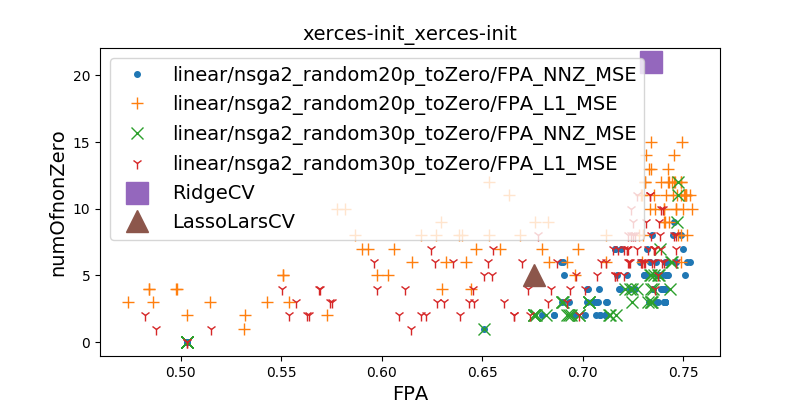 xerces-init_xerces-init
linear/nsga2_random20p_toZero/FPA_NNZ_MSE
linear/nsga2_random20p_toZero/FPA_L1_MSE
linear/nsga2_random30p_toZero/FPA_NNZ_MSE
linear/nsga2_random30p_toZero/FPA_L1_MSE
RidgeCV
LassoLarsCV
numOfnonZero
20
15
10
5
0
0.50 0.55 0.60 0.65 0.70 0.75
FPA